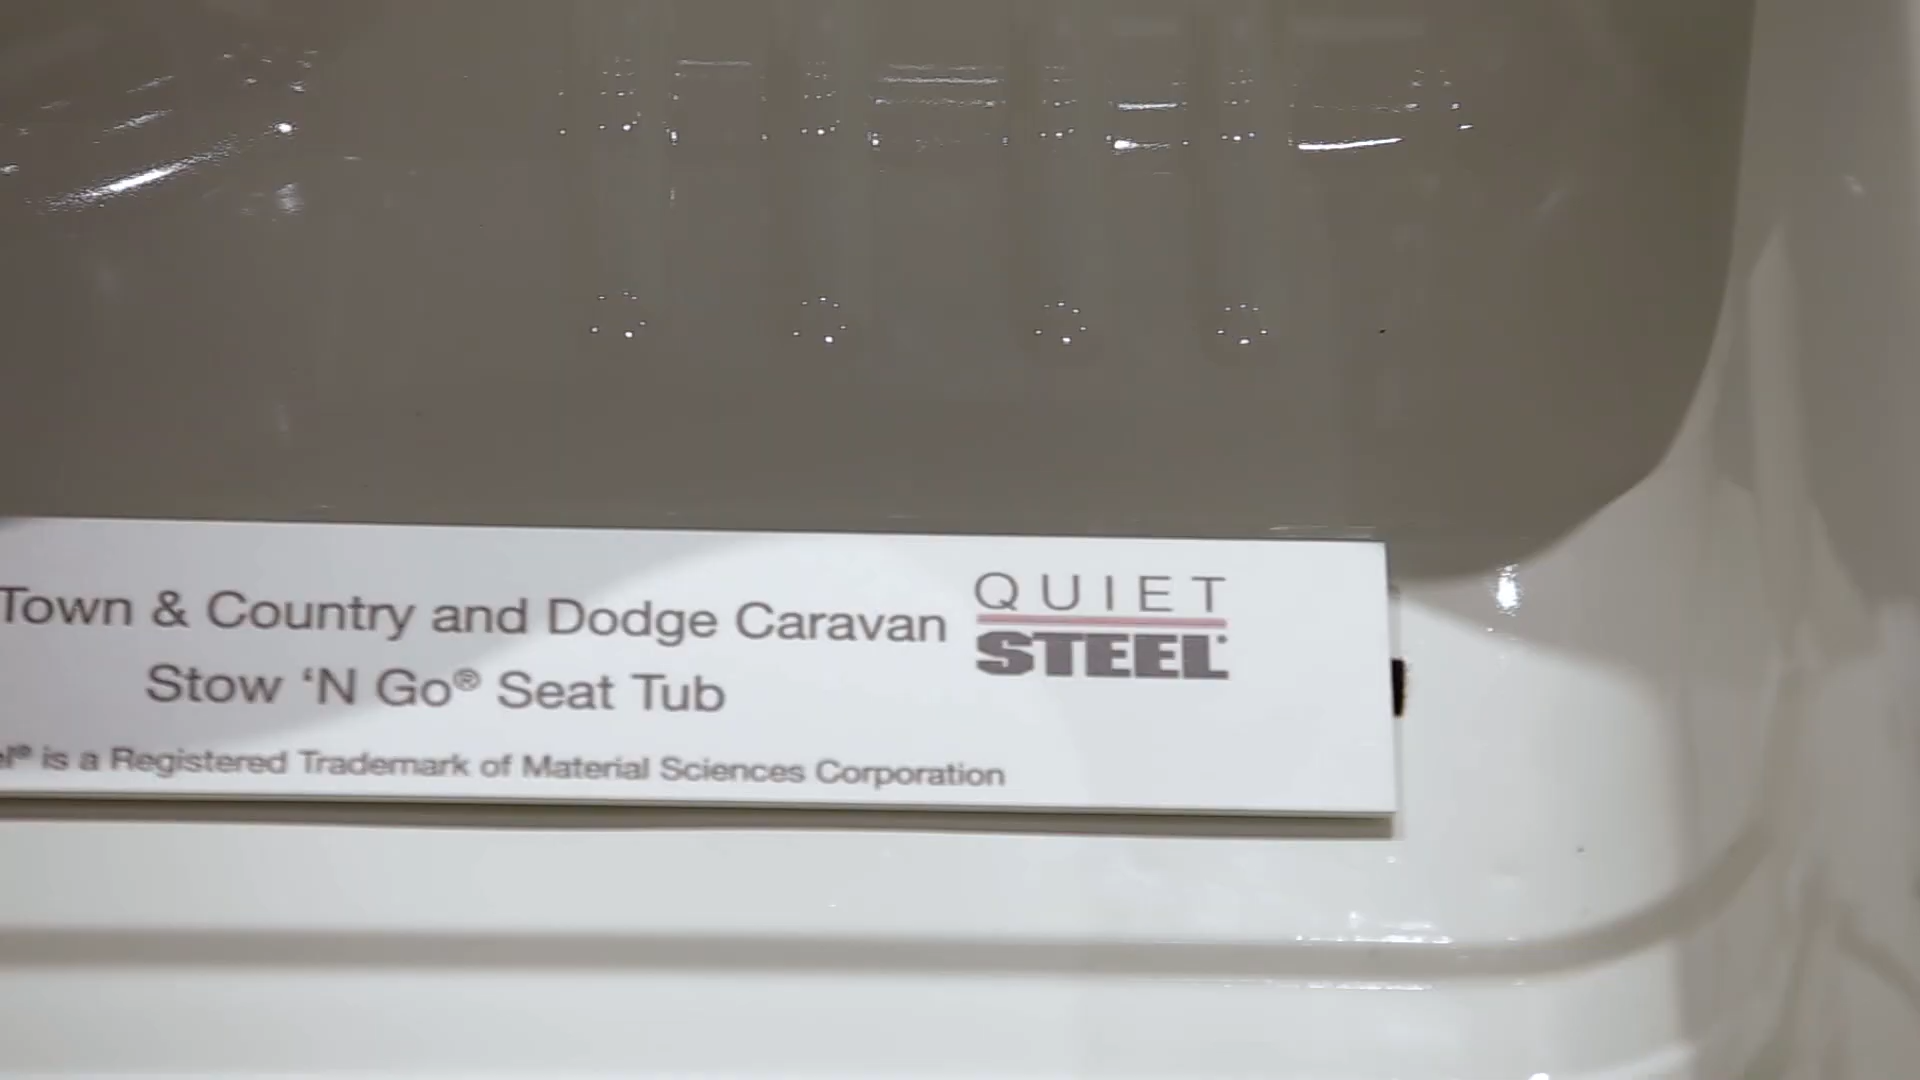 Town & Country and Dodge Caravan
Stow ‘N Go® Seat Tub
is a Registered Trademark of Material Sciences Corporation
QUIET
STEEL®